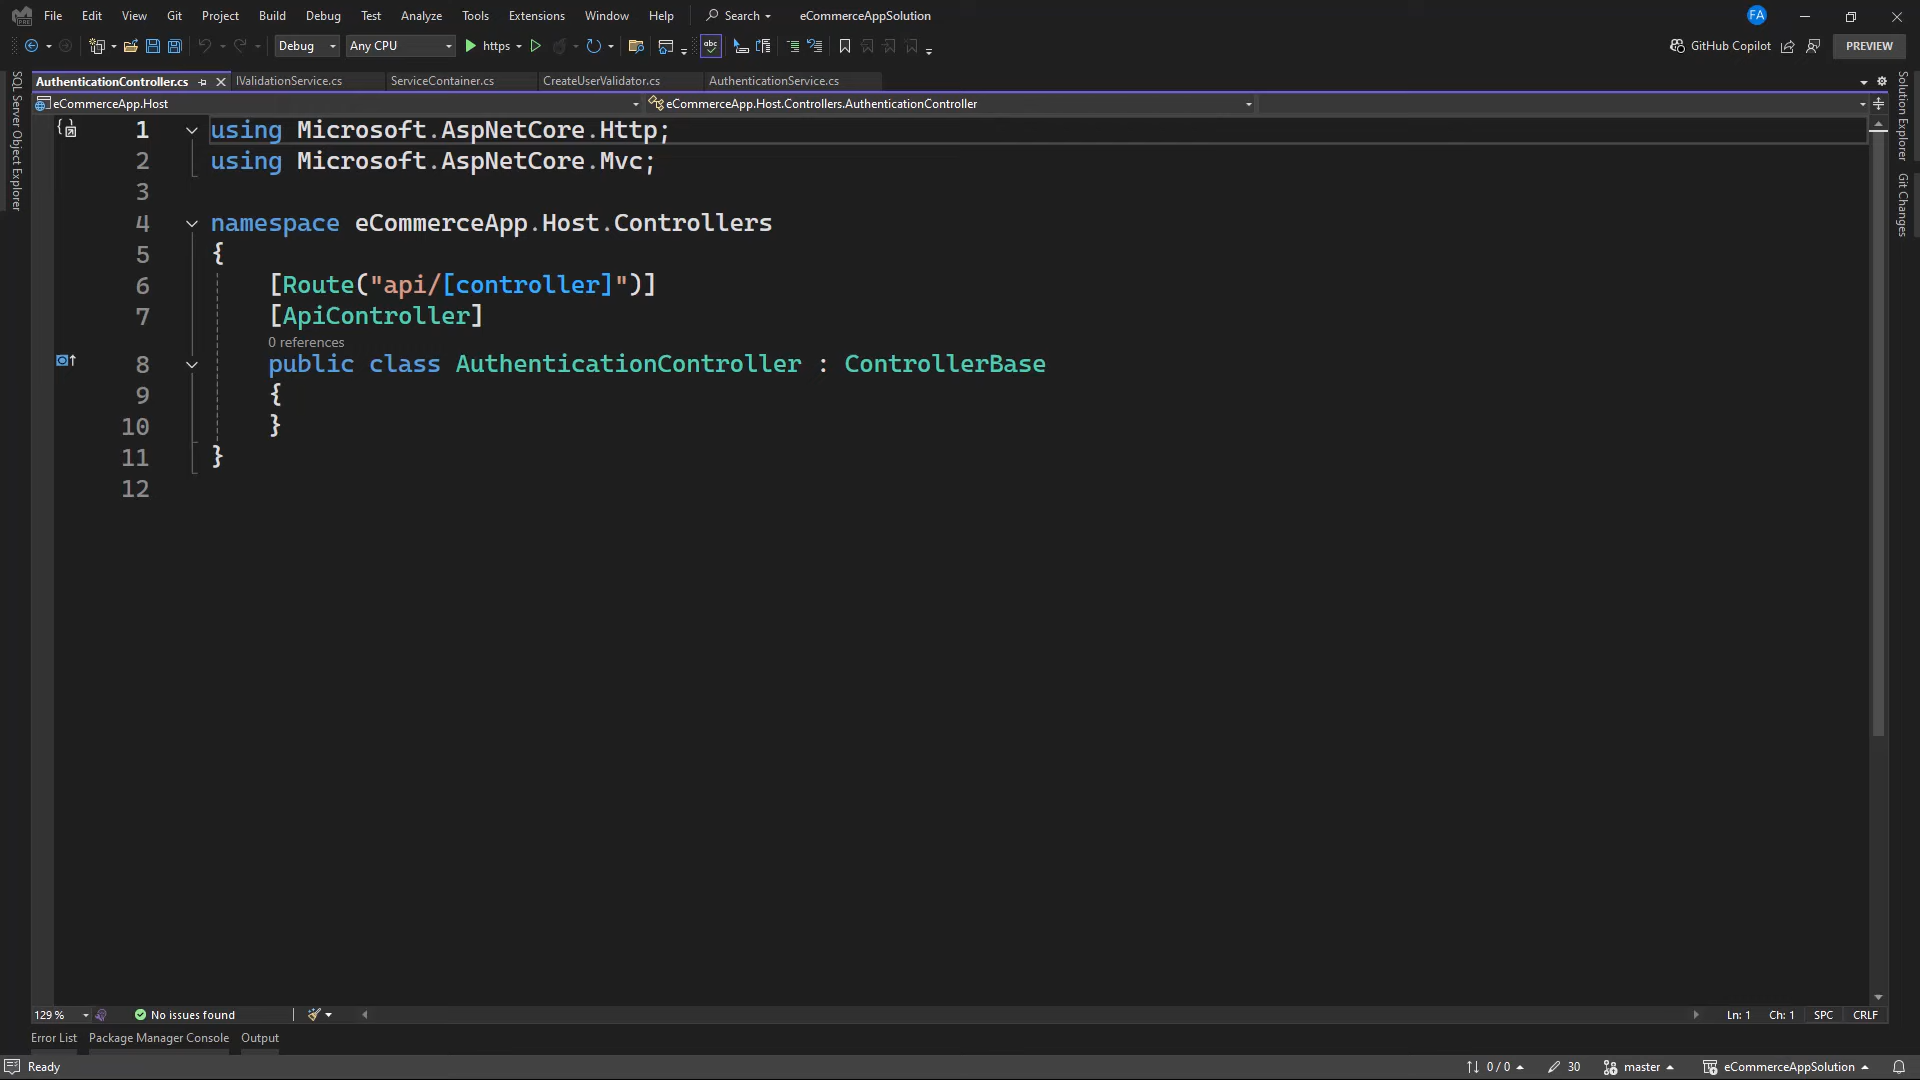 File Edit View Git Project Build Debug Test Analyze Tools Extensions Window Help Search eCommerceAppSolution FA
Debug Any CPU https abc GitHub Copilot PREVIEW
AuthenticationController.cs IValidationService.cs ServiceContainer.cs CreateUserValidator.cs AuthenticationService.cs
eCommerceApp.Host eCommerceApp.Host.Controllers.AuthenticationController
SQL Server Object Explorer
Solution Explorer
Git Changes
1 using Microsoft.AspNetCore.Http;
2 using Microsoft.AspNetCore.Mvc;
3
4 namespace eCommerceApp.Host.Controllers
5 {
6 [Route("api/[controller]")]
7 [ApiController]
0 references
8 public class AuthenticationController : ControllerBase
9 {
10 }
11 }
12
129 % No issues found Ln: 1 Ch: 1 SPC CRLF
Error List Package Manager Console Output
Ready 0 / 0 30 master eCommerceAppSolution